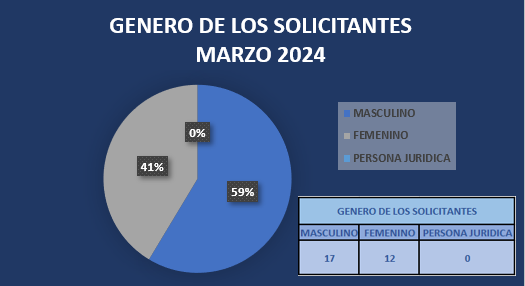 GENERO DE LOS SOLICITANTES
MARZO 2024
0%
41%
59%
MASCULINO
FEMENINO
PERSONA JURIDICA
GENERO DE LOS SOLICITANTES
MASCULINO FEMENINO PERSONA JURIDICA
17 12 0